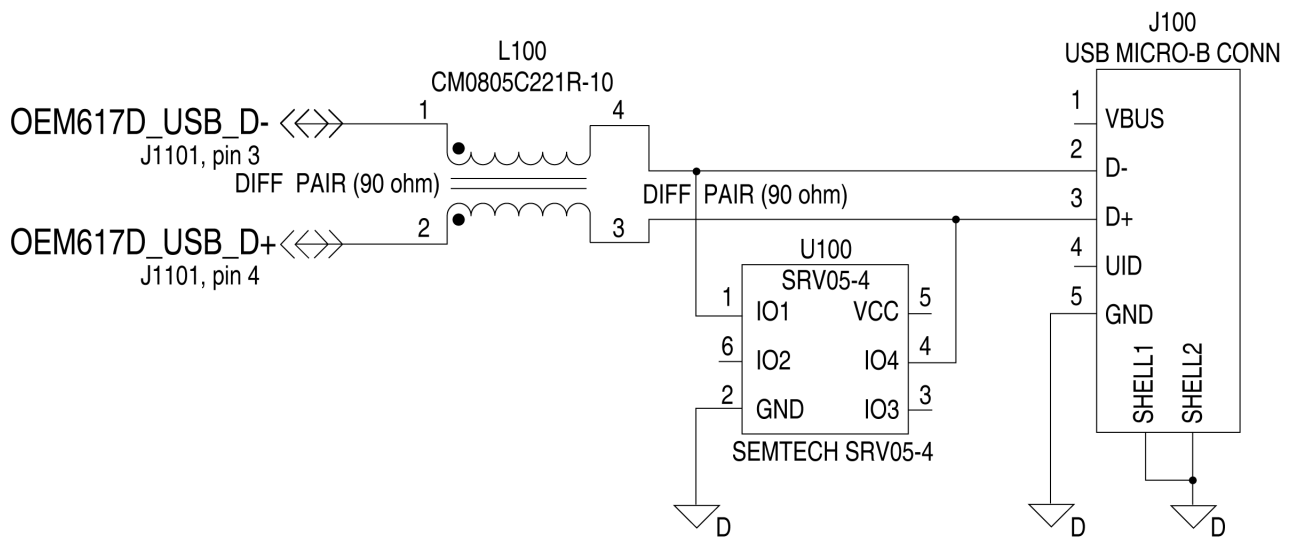 J100
USB MICRO-B CONN
L100
CM0805C221R-10
OEM617D_USB_D-
J1101, pin 3
1
4
DIFF PAIR (90 ohm)
OEM617D_USB_D+
J1101, pin 4
2
3
DIFF PAIR (90 ohm)
1
VBUS
2
D-
3
D+
4
UID
5
GND
SHELL1
SHELL2
U100
SRV05-4
1
IO1
VCC
5
6
IO2
IO4
4
2
GND
IO3
3
SEMTECH SRV05-4
D
D
D